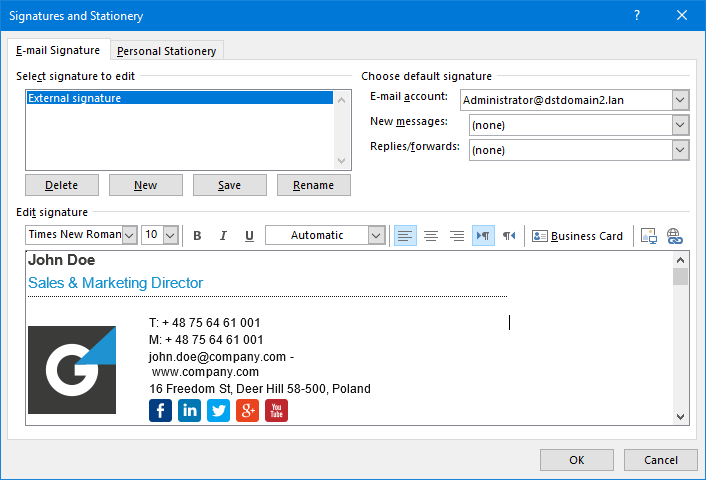 Signatures and Stationery
?
E-mail Signature
Personal Stationery
Select signature to edit
Choose default signature
External signature
E-mail account:
Administrator@dstdomain2.lan
New messages:
(none)
Replies/forwards:
(none)
Delete
New
Save
Rename
Edit signature
Times New Roman
10
B
I
U
Automatic
Business Card
John Doe
Sales & Marketing Director
G
T: + 48 75 64 61 001
M: + 48 75 64 61 001
john.doe@company.com -
www.company.com
16 Freedom St, Deer Hill 58-500, Poland
f
in
g+
You
Tube
OK
Cancel